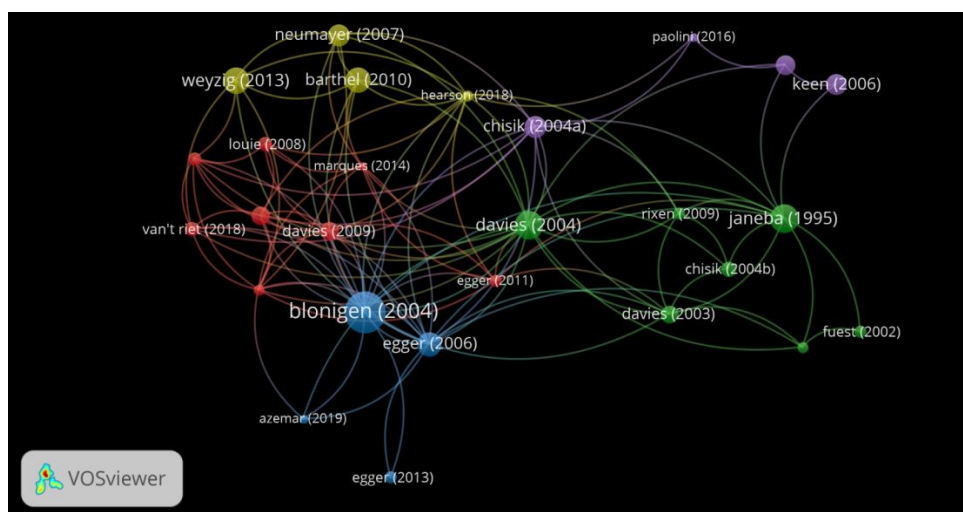 neumayer (2007)
paolini (2016)
weyzig (2013)
barthel (2010)
keen (2006)
hearson (2018)
chisik (2004a)
louie (2008)
marques (2014)
rixen (2009)
janeba (1995)
van't riet (2018)
davies (2009)
davies (2004)
chisik (2004b)
egger (2011)
blonigen (2004)
davies (2003)
fuest (2002)
egger (2006)
azemar (2019)
egger (2013)
VOSviewer